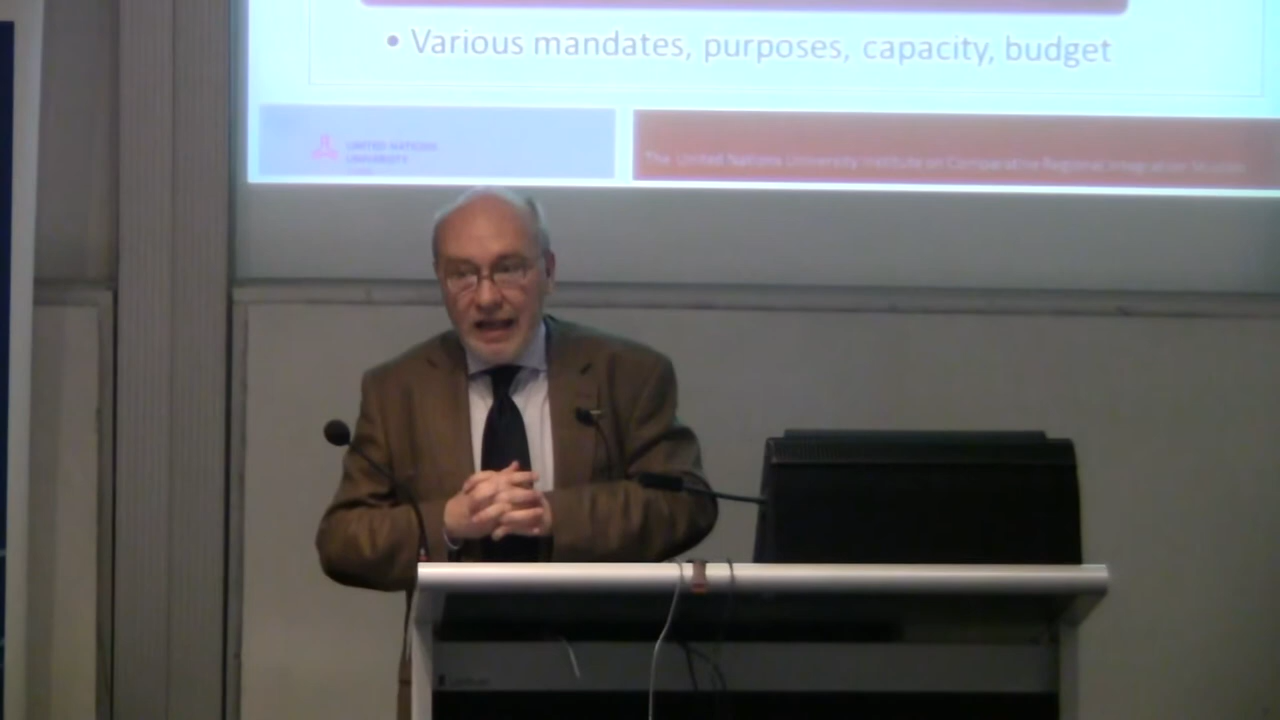 • Various mandates, purposes, capacity, budget
UNITED NATIONS
UNIVERSITY
The United Nations University Institute on Comparative Regional Integration Studies